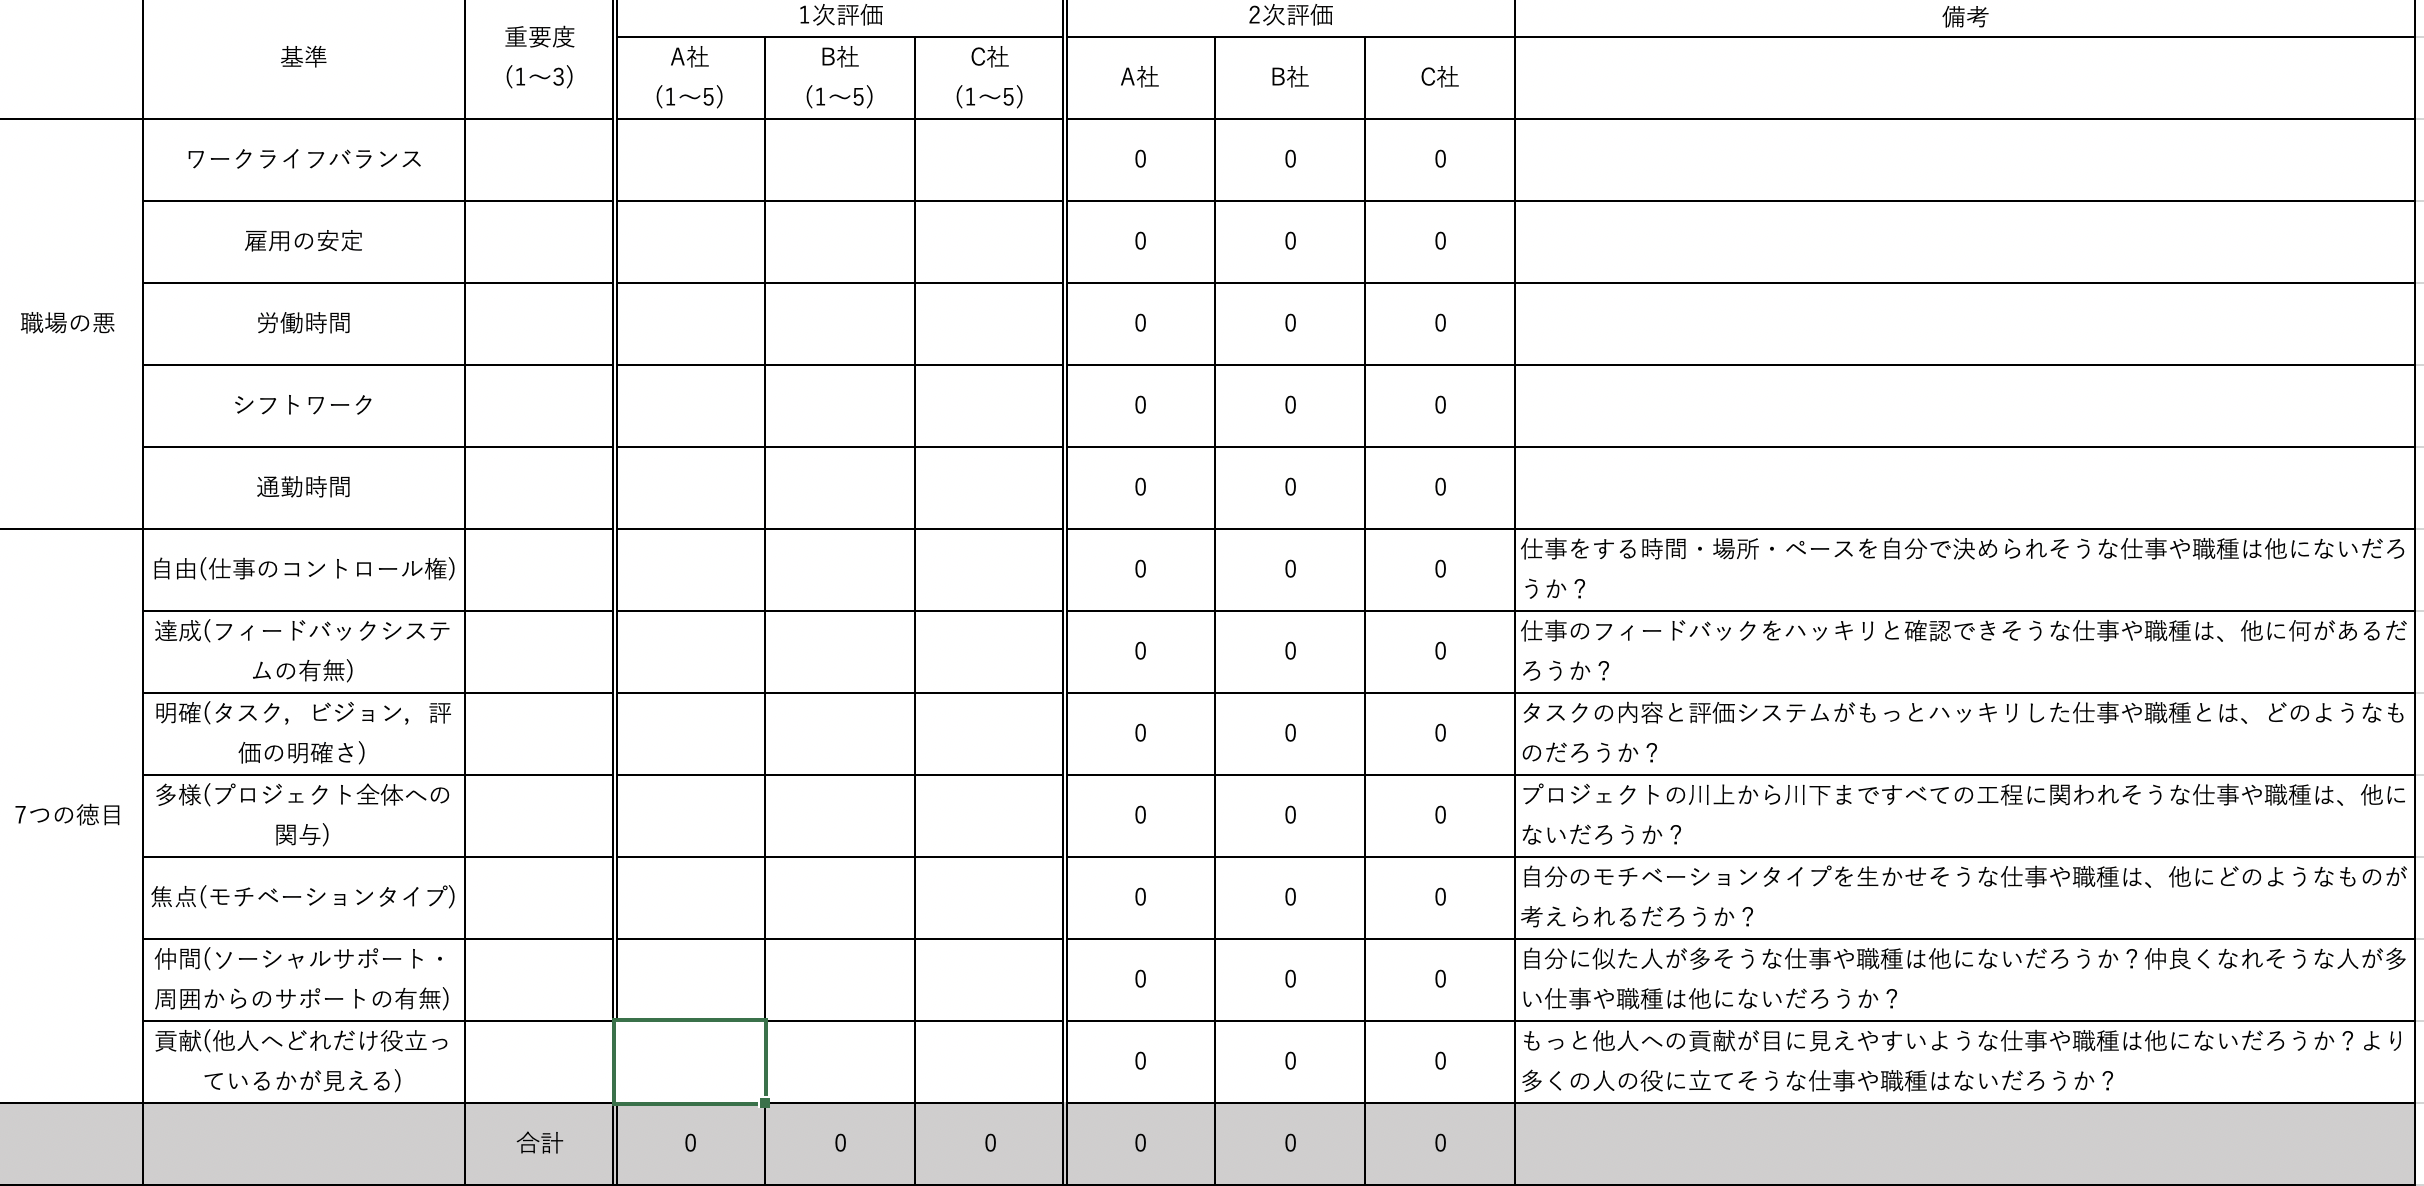 基準
重要度
(1〜3)
1次評価
2次評価
備考
A社
(1〜5)
B社
(1〜5)
C社
(1〜5)
A社
B社
C社
職場の悪
ワークライフバランス
0
0
0
雇用の安定
0
0
0
労働時間
0
0
0
シフトワーク
0
0
0
通勤時間
0
0
0
7つの徳目
自由(仕事のコントロール権)
0
0
0
仕事をする時間・場所・ペースを自分で決められそうな仕事や職種は他にないだろ
うか？
達成(フィードバックシステ
ムの有無)
0
0
0
仕事のフィードバックをハッキリと確認できそうな仕事や職種は、他に何があるだ
ろうか？
明確(タスク，ビジョン，評
価の明確さ)
0
0
0
タスクの内容と評価システムがもっとハッキリした仕事や職種とは、どのようなも
のだろうか？
多様(プロジェクト全体への
関与)
0
0
0
プロジェクトの川上から川下まですべての工程に関われそうな仕事や職種は、他に
ないだろうか？
焦点(モチベーションタイプ)
0
0
0
自分のモチベーションタイプを生かせそうな仕事や職種は、他にどのようなものが
考えられるだろうか？
仲間(ソーシャルサポート・
周囲からのサポートの有無)
0
0
0
自分に似た人が多そうな仕事や職種は他にないだろうか？仲良くなれそうな人が多
い仕事や職種は他にないだろうか？
貢献(他人へどれだけ役立っ
ているかが見える)
0
0
0
もっと他人への貢献が目に見えやすいような仕事や職種は他にないだろうか？より
多くの人の役に立てそうな仕事や職種はないだろうか？
合計
0
0
0
0
0
0